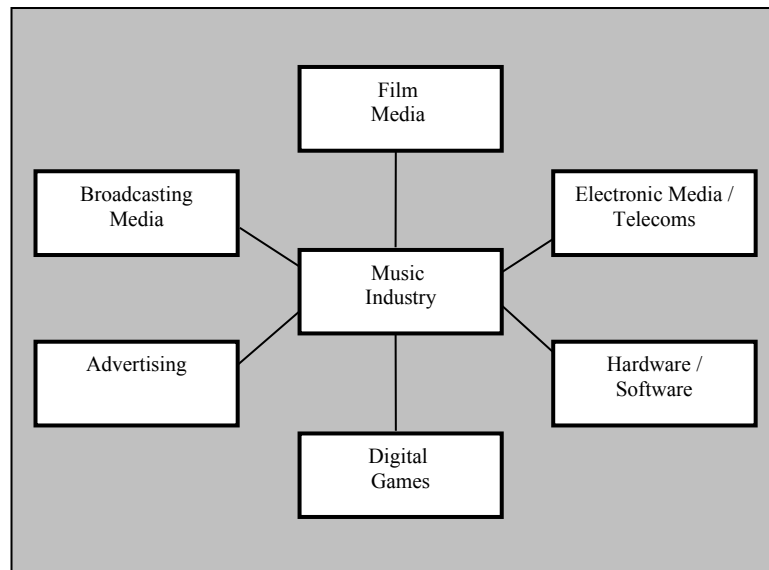 Film
Media
Broadcasting
Media
Electronic Media /
Telecoms
Music
Industry
Advertising
Hardware /
Software
Digital
Games